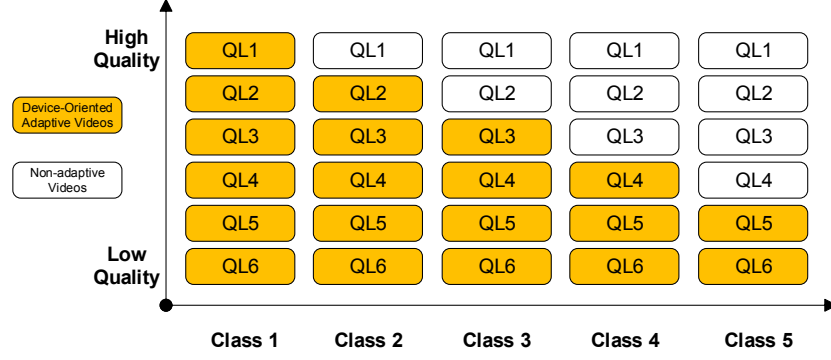 High
Quality
QL1
QL1
QL1
QL1
QL1
QL2
QL2
QL2
QL2
QL2
Device-Oriented
Adaptive Videos
QL3
QL3
QL3
QL3
QL3
Non-adaptive
Videos
QL4
QL4
QL4
QL4
QL4
QL5
QL5
QL5
QL5
QL5
Low
Quality
QL6
QL6
QL6
QL6
QL6
Class 1
Class 2
Class 3
Class 4
Class 5